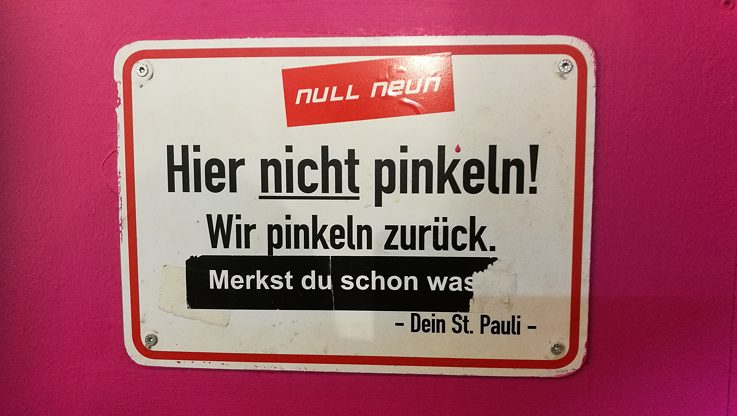 null neun
Hier nicht pinkeln!
Wir pinkeln zurück.
Merkst du schon was
- Dein St. Pauli -